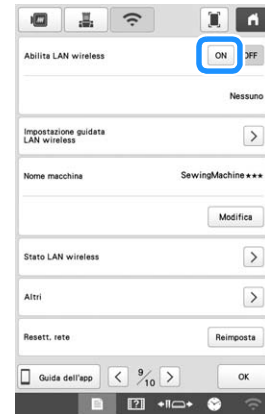 Abilita LAN wireless
ON OFF
Nessuno
Impostazione guidata
LAN wireless
Nome macchina SewingMachine***
Modifica
Stato LAN wireless
Altri
Resett. rete Reimposta
Guida dell'app 9/10 OK